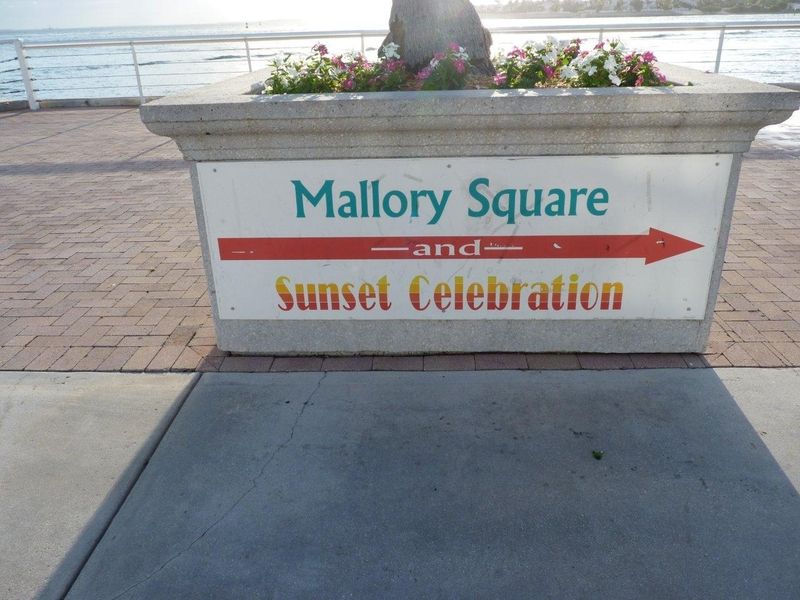 Mallory Square
and
Sunset Celebration